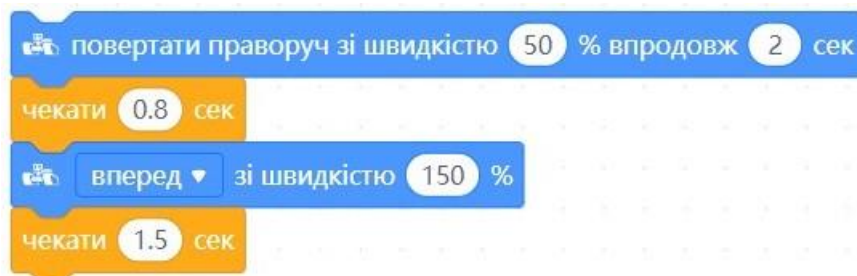 повертати праворуч зі швидкістю 50 % впродовж 2 сек
чекати 0.8 сек
вперед зі швидкістю 150 %
чекати 1.5 сек